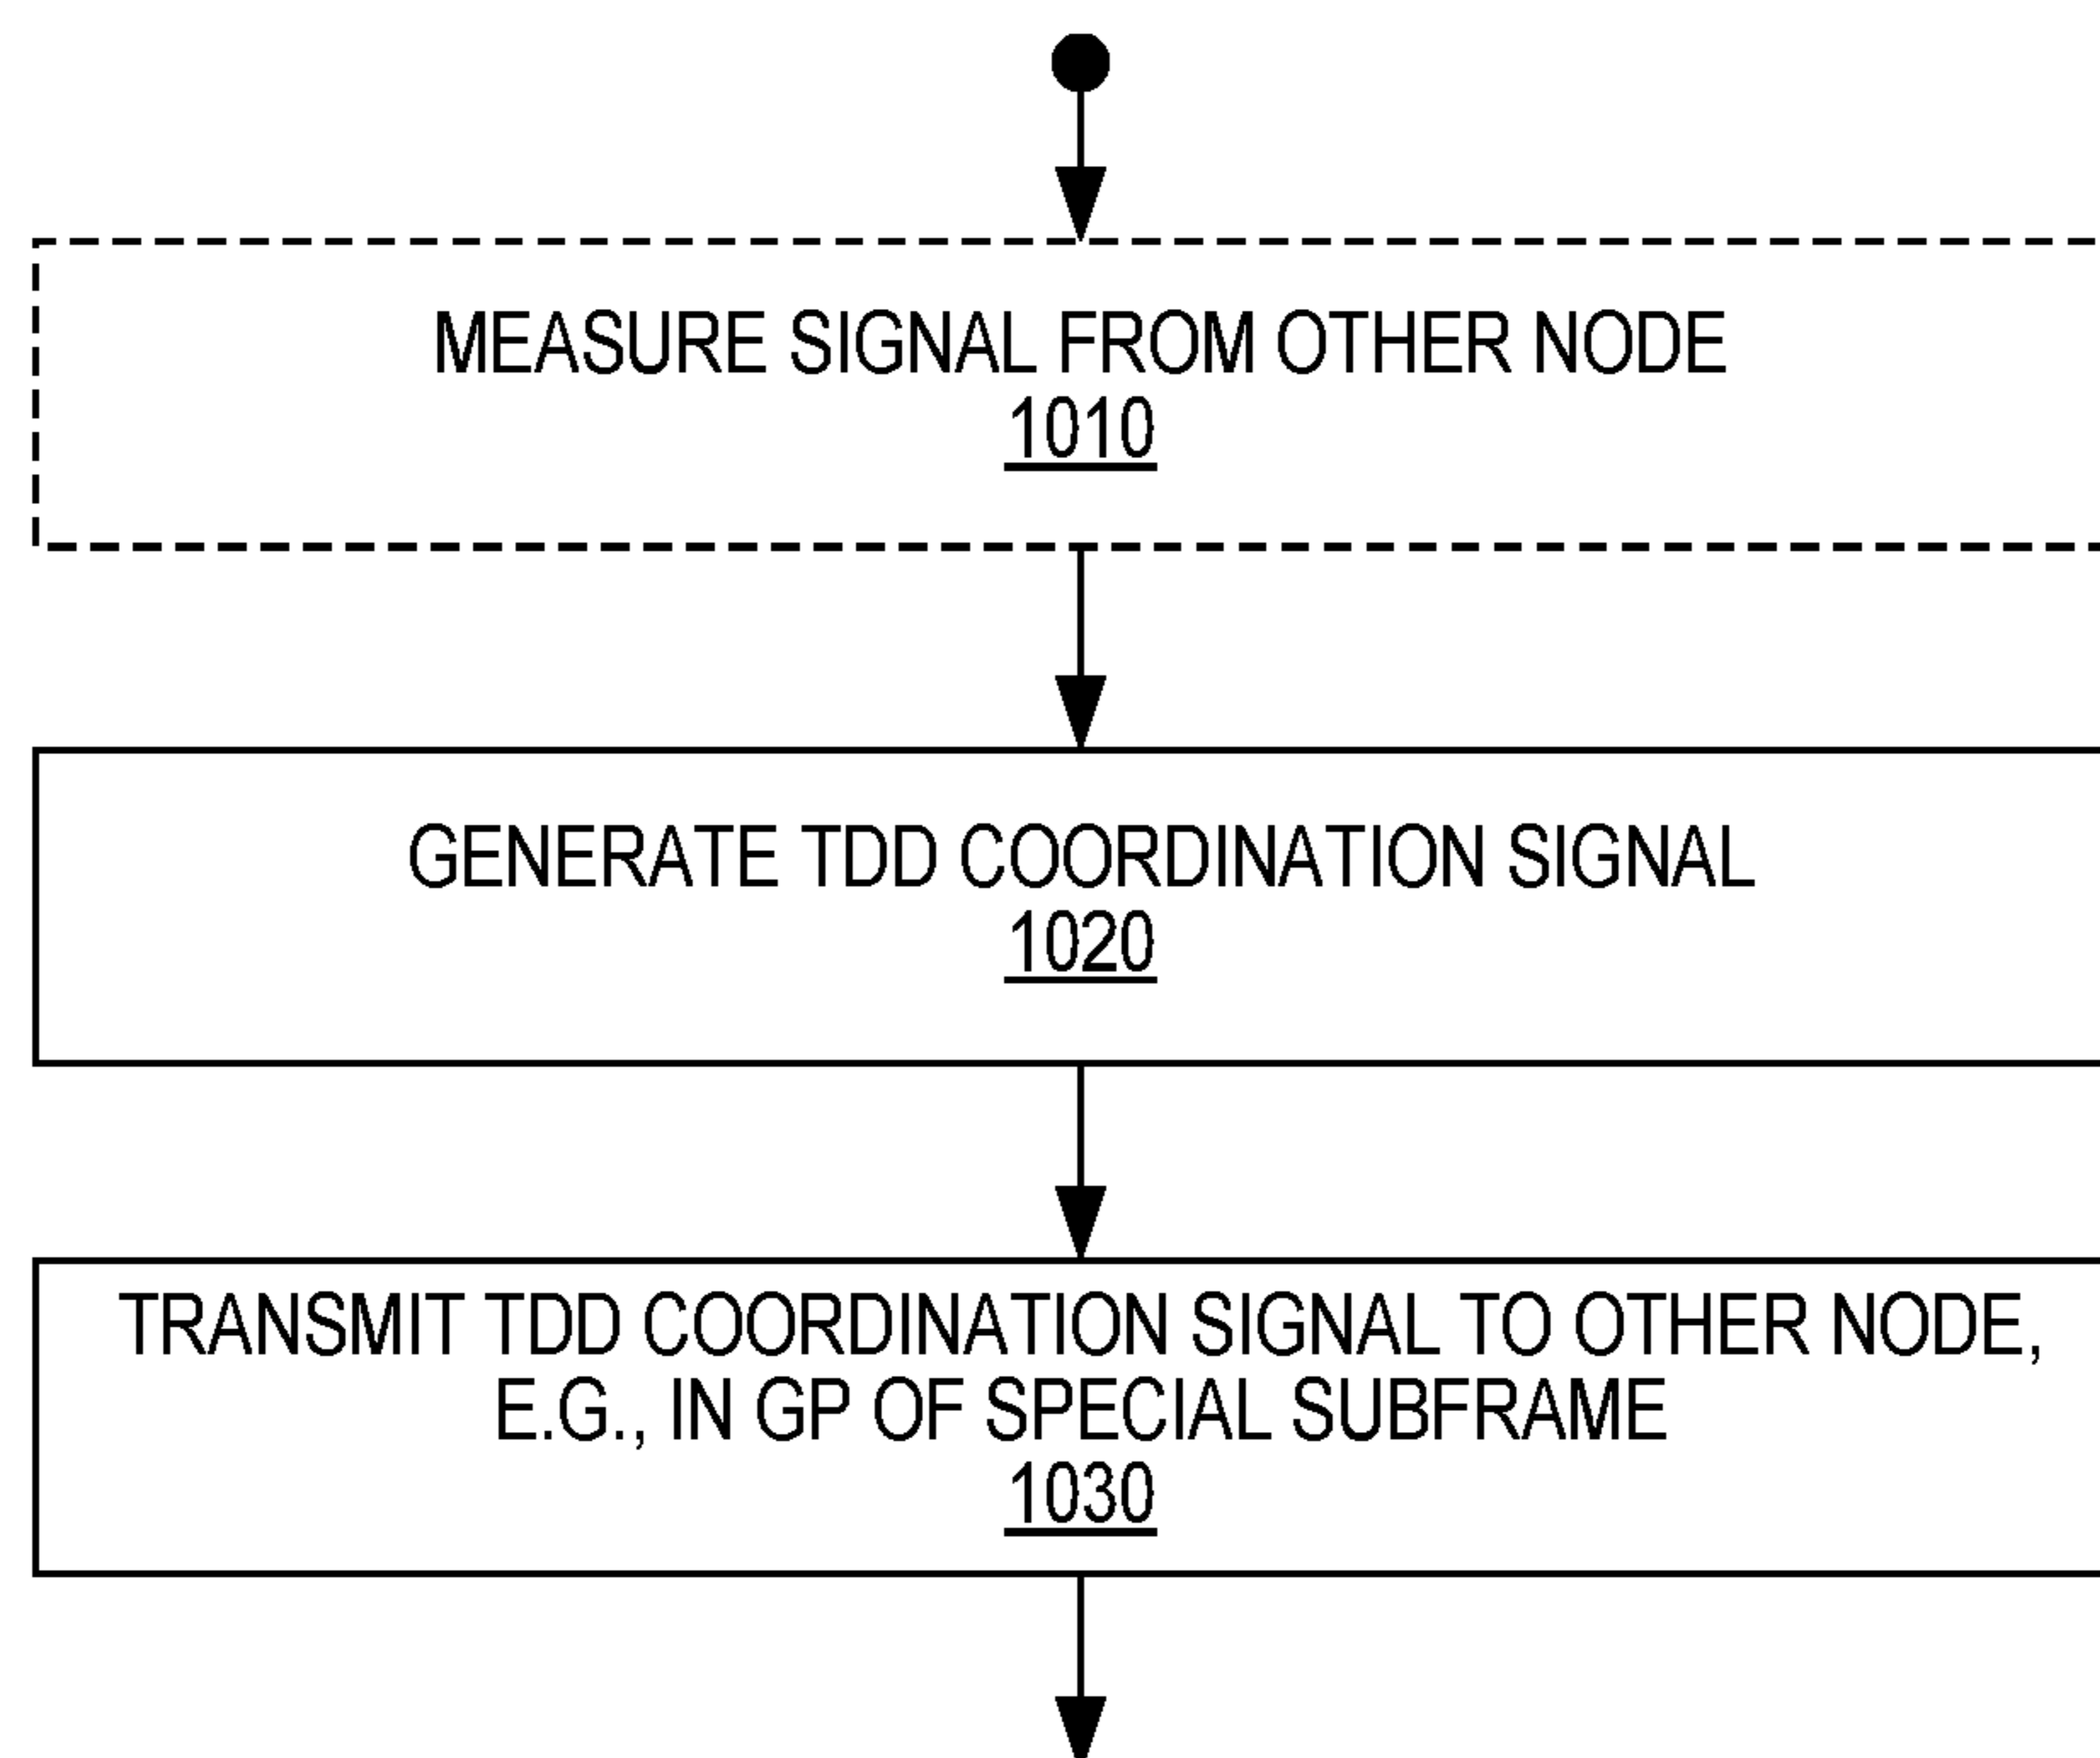 MEASURE SIGNAL FROM OTHER NODE
1010
GENERATE TDD COORDINATION SIGNAL
1020
TRANSMIT TDD COORDINATION SIGNAL TO OTHER NODE,
E.G., IN GP OF SPECIAL SUBFRAME
1030